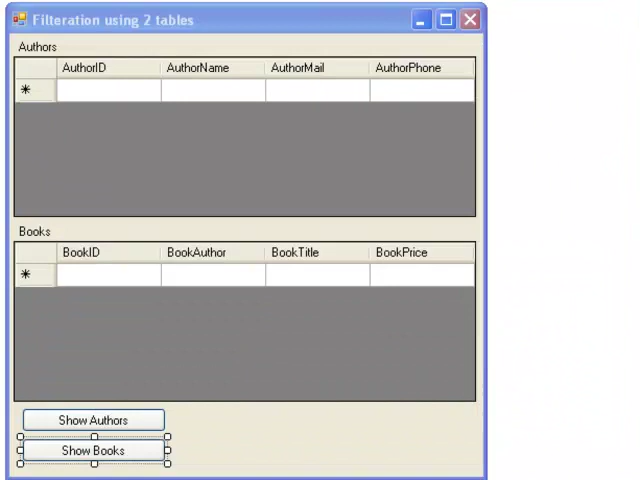 Filteration using 2 tables
Authors
AuthorID AuthorName AuthorMail AuthorPhone
Books
BookID BookAuthor BookTitle BookPrice
Show Authors
Show Books